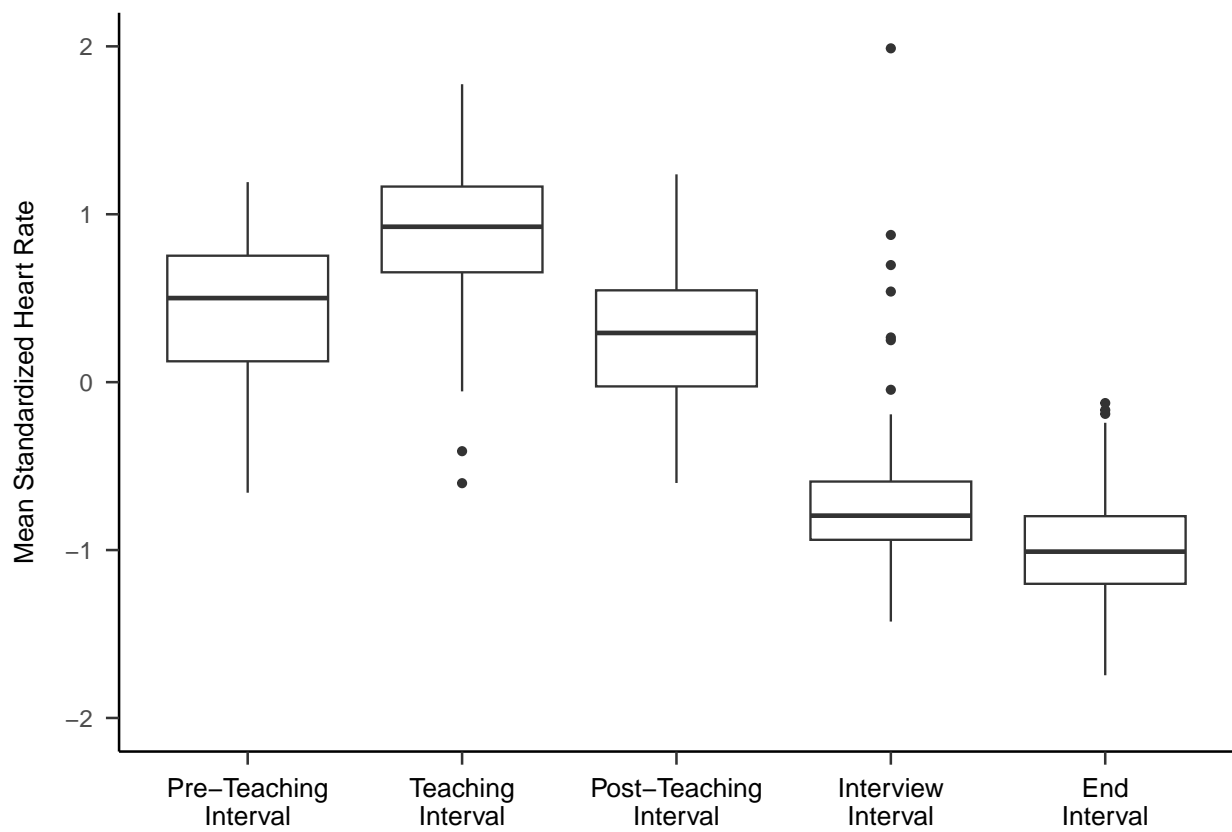 Mean Standardized Heart Rate
2
1
0
−1
−2
Pre−Teaching Interval
Teaching Interval
Post−Teaching Interval
Interview Interval
End Interval